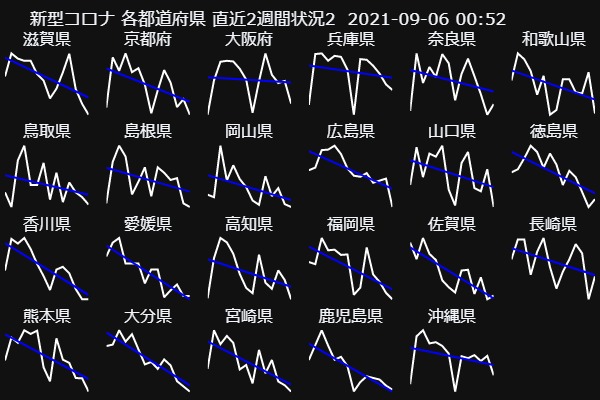 新型コロナ 各都道府県 直近2週間状況2 2021-09-06 00:52
滋賀県 京都府 大阪府 兵庫県 奈良県 和歌山県
鳥取県 島根県 岡山県 広島県 山口県 徳島県
香川県 愛媛県 高知県 福岡県 佐賀県 長崎県
熊本県 大分県 宮崎県 鹿児島県 沖縄県